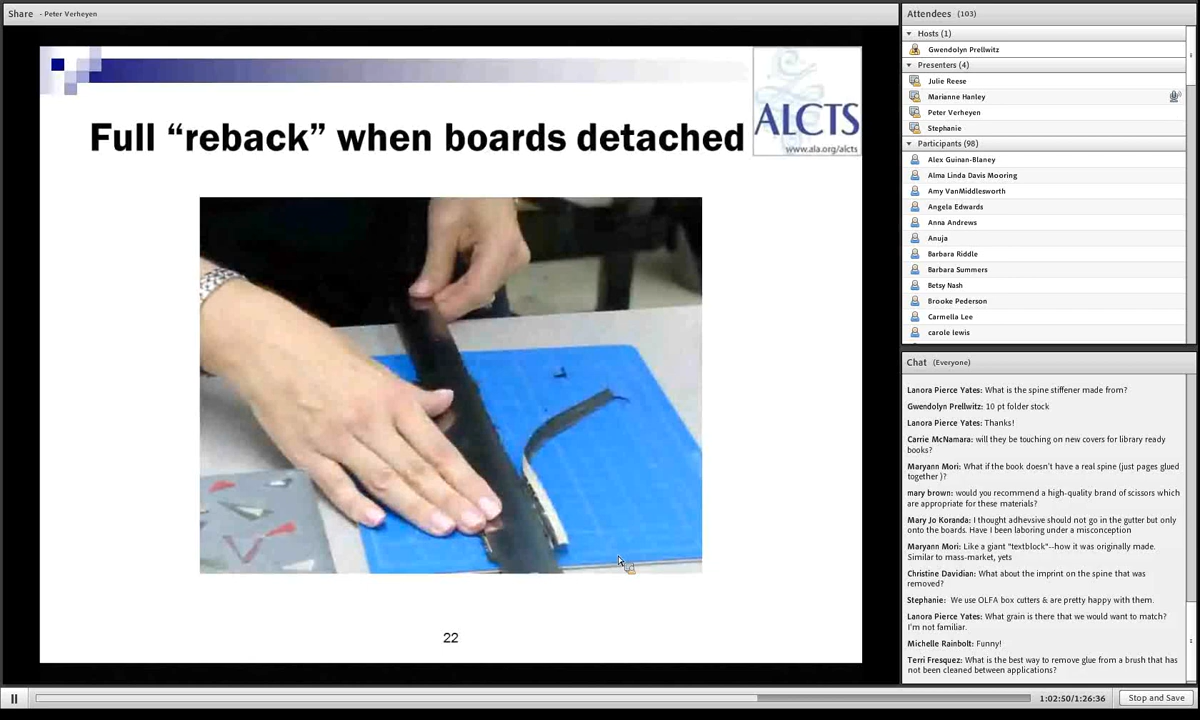 Share - Peter Verheyen
Full “reback” when boards detached
ALCTS
www.ala.org/alcts
22
Attendees (103)
Hosts (1)
Gwendolyn Prellwitz
Presenters (4)
Julie Reese
Marianne Hanley
Peter Verheyen
Stephanie
Participants (98)
Alex Guinan-Blaney
Alma Linda Davis Mooring
Amy VanMiddlesworth
Angela Edwards
Anna Andrews
Anuja
Barbara Riddle
Barbara Summers
Betsy Nash
Brooke Pederson
Carmella Lee
carole lewis
Chat (Everyone)
Lanora Pierce Yates: What is the spine stiffener made from?
Gwendolyn Prellwitz: 10 pt folder stock
Lanora Pierce Yates: Thanks!
Carrie McNamara: will they be touching on new covers for library ready
books?
Maryann Mori: What if the book doesn't have a real spine (just pages glued
together )?
mary brown: would you recommend a high-quality brand of scissors which
are appropriate for these materials?
Mary Jo Koranda: I thought adhevsive should not go in the gutter but only
onto the boards. Have I been laboring under a misconception
Maryann Mori: Like a giant "textblock"--how it was originally made.
Similar to mass-market, yets
Christine Davidian: What about the imprint on the spine that was
removed?
Stephanie: We use OLFA box cutters & are pretty happy with them.
Lanora Pierce Yates: What grain is there that we would want to match?
I'm not familiar.
Michelle Rainbolt: Funny!
Terri Fresquez: What is the best way to remove glue from a brush that has
not been cleaned between applications?
1:02:50/1:26:36
Stop and Save